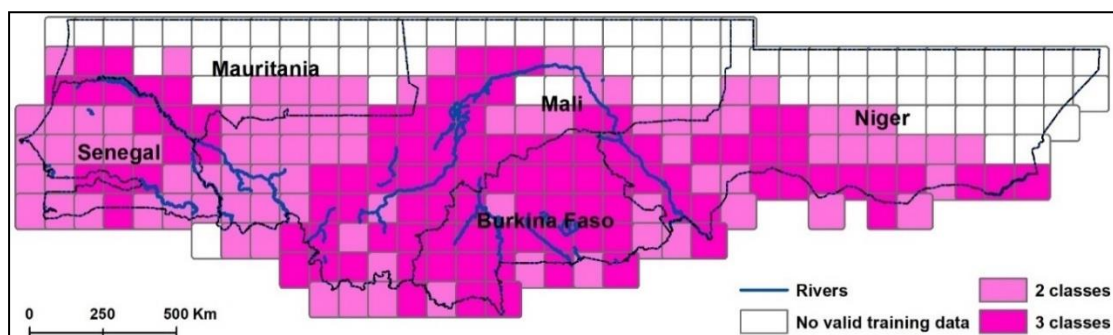 Mauritania
Mali
Niger
Senegal
Burkina Faso
0 250 500 Km
Rivers
No valid training data
2 classes
3 classes